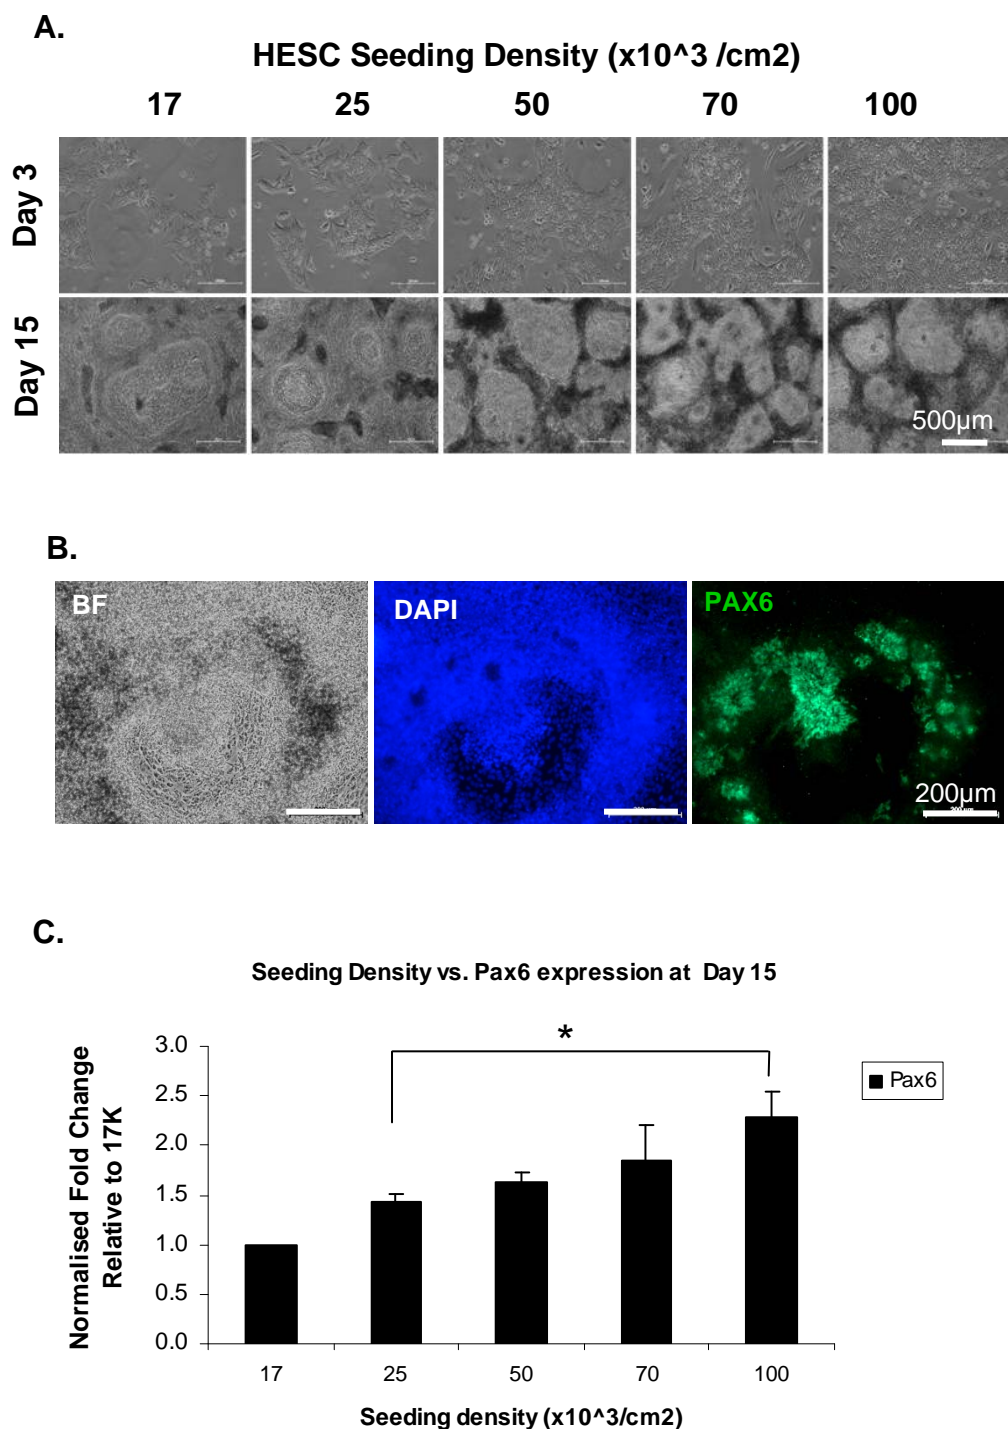 A.
HESC Seeding Density (x10^3 /cm2)
17 25 50 70 100
Day 3
Day 15
500µm
B.
BF
DAPI
PAX6
200µm
C.
Seeding Density vs. Pax6 expression at Day 15
*
Normalised Fold Change
Relative to 17K
3.0
2.5
2.0
1.5
1.0
0.5
0.0
Pax6
17 25 50 70 100
Seeding density (x10^3/cm2)